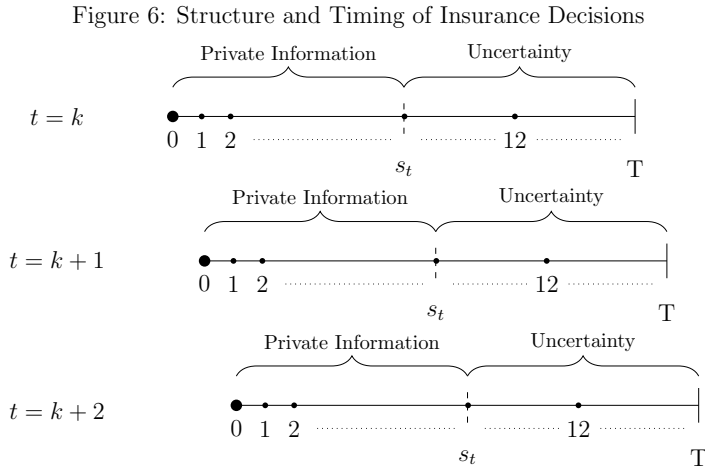 Figure 6: Structure and Timing of Insurance Decisions
Private Information Uncertainty
t = k
0 1 2 12
s_t T
Private Information Uncertainty
t = k + 1
0 1 2 12
s_t T
Private Information Uncertainty
t = k + 2
0 1 2 12
s_t T